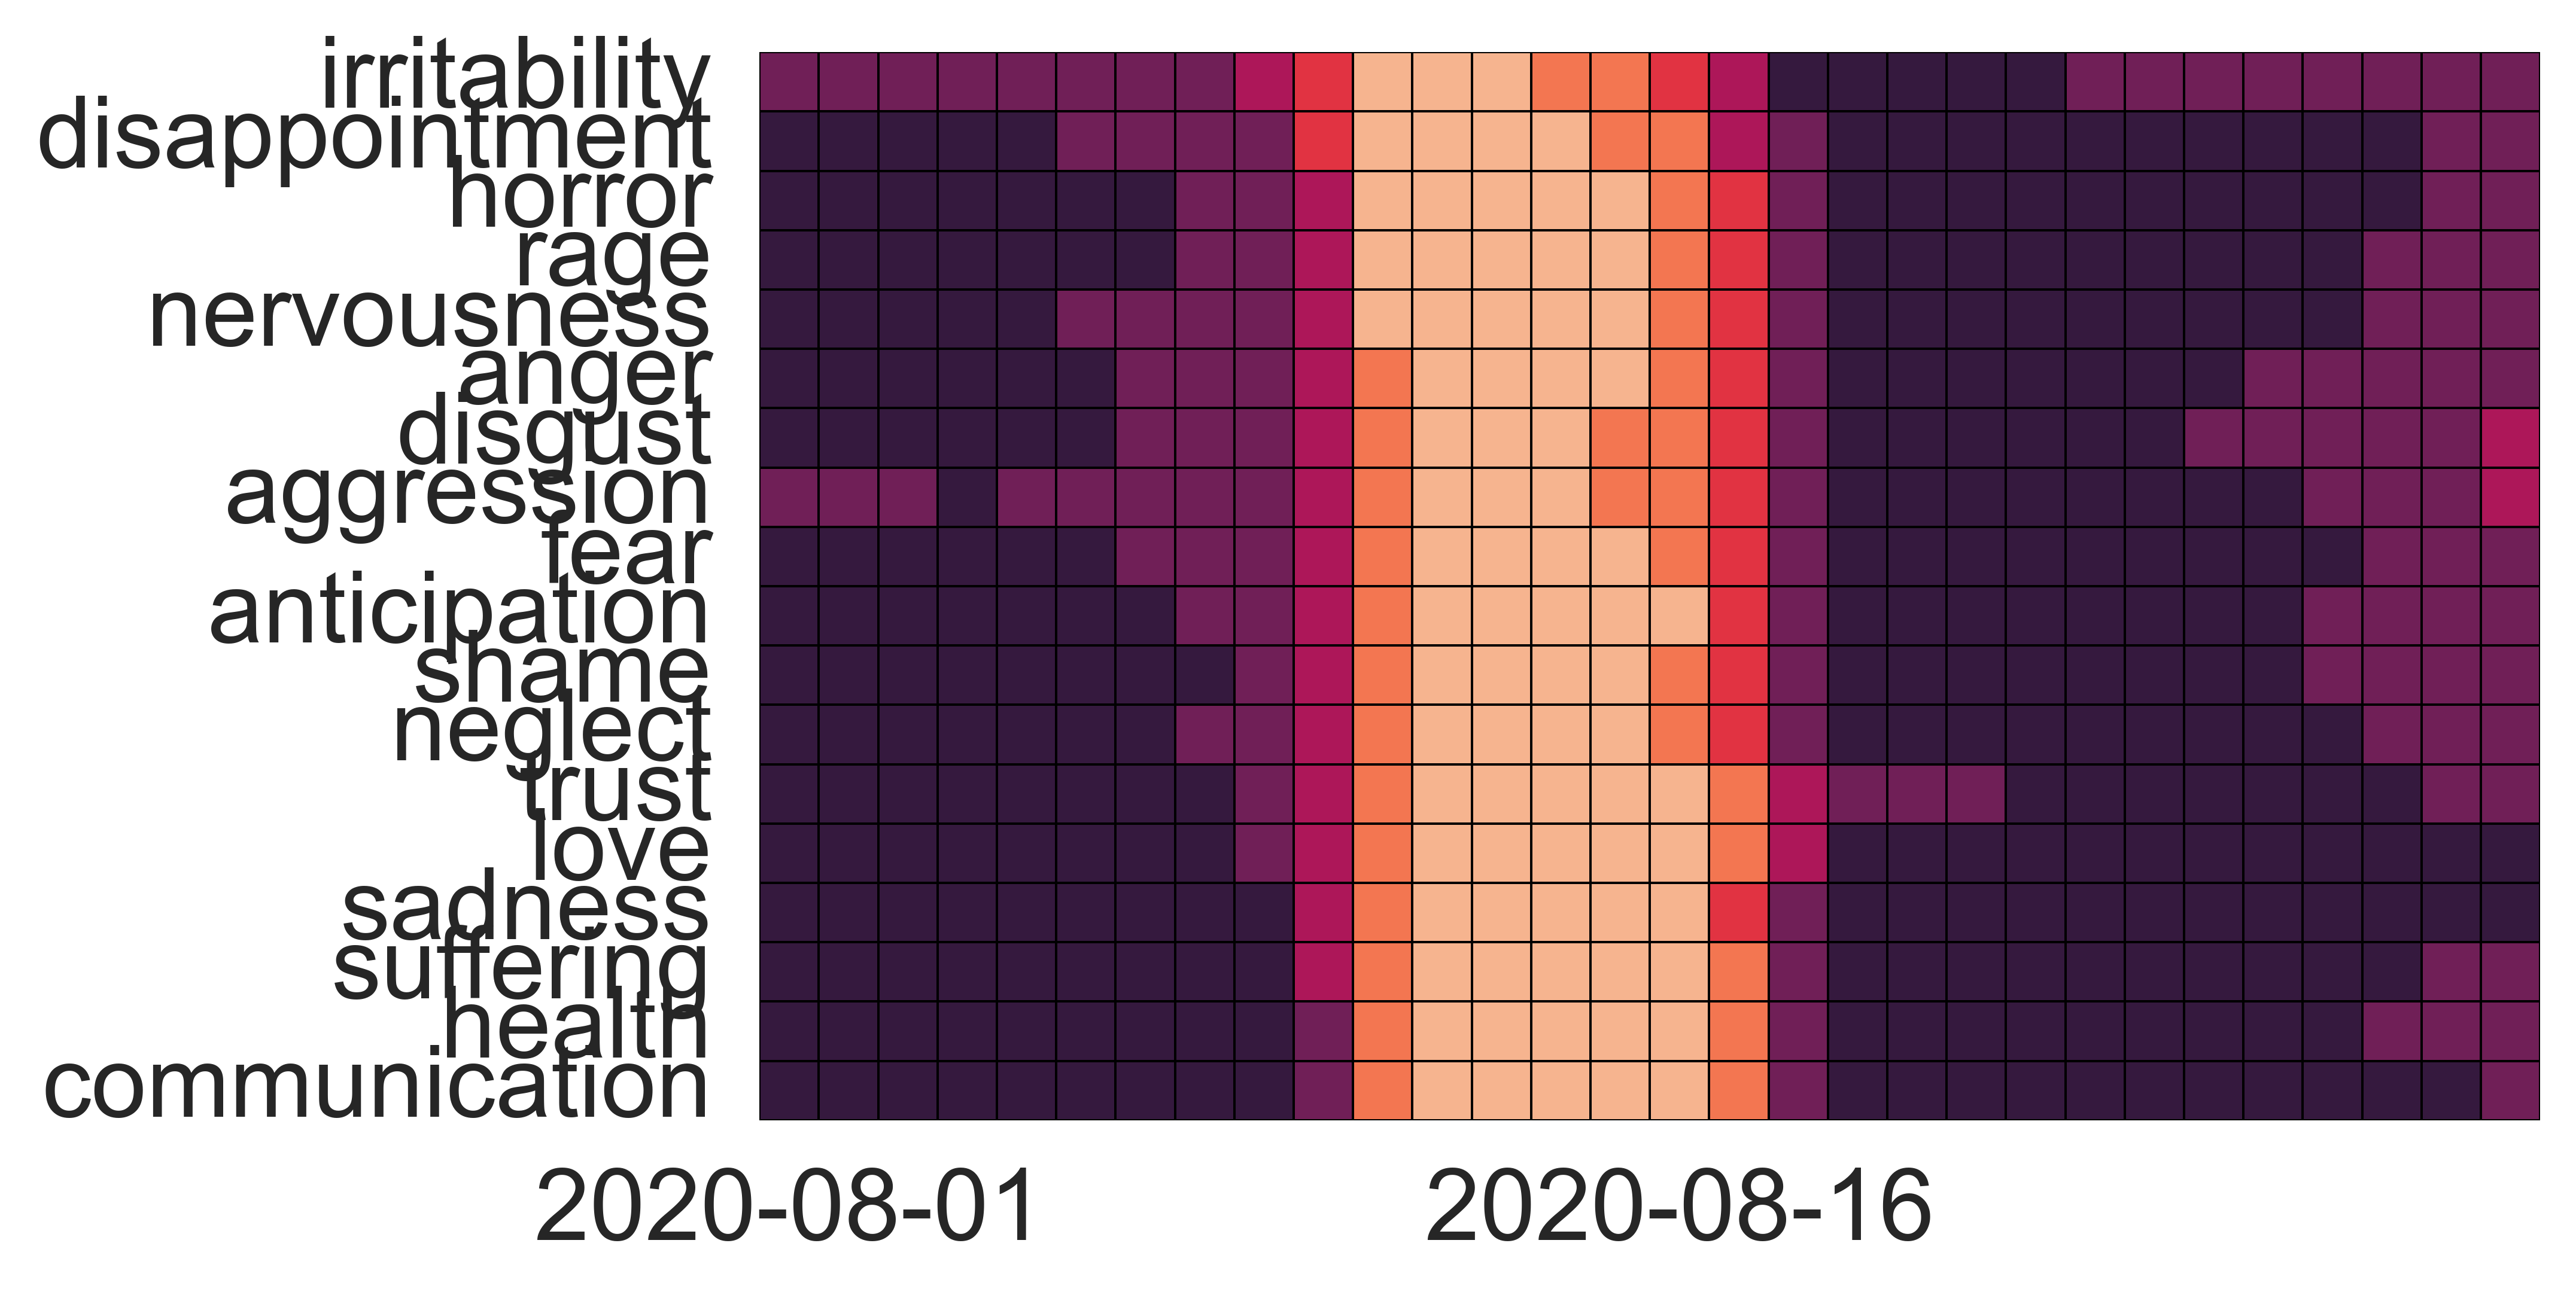 irritability
disappointment
horror
rage
nervousness
anger
disgust
aggression
fear
anticipation
shame
neglect
trust
love
sadness
suffering
health
communication
2020-08-01
2020-08-16